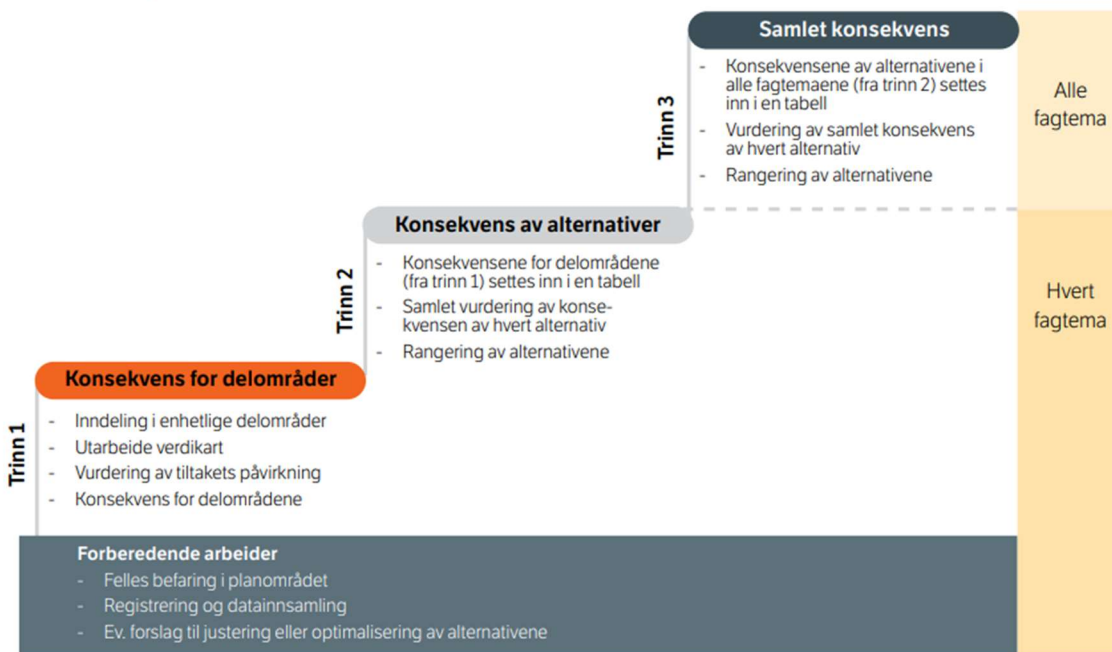 Samlet konsekvens
- Konsekvensene av alternativene i
alle fagtemaene (fra trinn 2) settes
inn i en tabell
- Vurdering av samlet konsekvens
av hvert alternativ
- Rangering av alternativene
Trinn 3
Alle
fagtema
Konsekvens av alternativer
- Konsekvensene for delområdene
(fra trinn 1) settes inn i en tabell
- Samlet vurdering av konse-
kvensen av hvert alternativ
- Rangering av alternativene
Trinn 2
Hvert
fagtema
Konsekvens for delområder
- Inndeling i enhetlige delområder
- Utarbeide verdikart
- Vurdering av tiltakets påvirkning
- Konsekvens for delområdene
Trinn 1
Forberedende arbeider
- Felles befaring i planområdet
- Registrering og datainnsamling
- Ev. forslag til justering eller optimalisering av alternativene